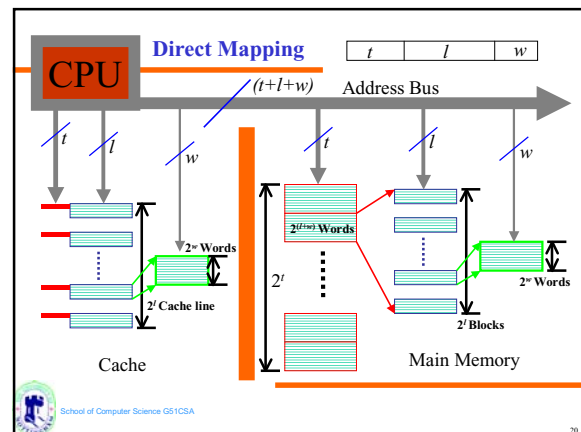 Direct Mapping
t l w
CPU
(t+l+w)
Address Bus
t l w t l w
2^(l+w) Words
2^w Words
2^t
2^w Words
2^l Cache line
2^l Blocks
Cache
Main Memory
School of Computer Science G51CSA
20